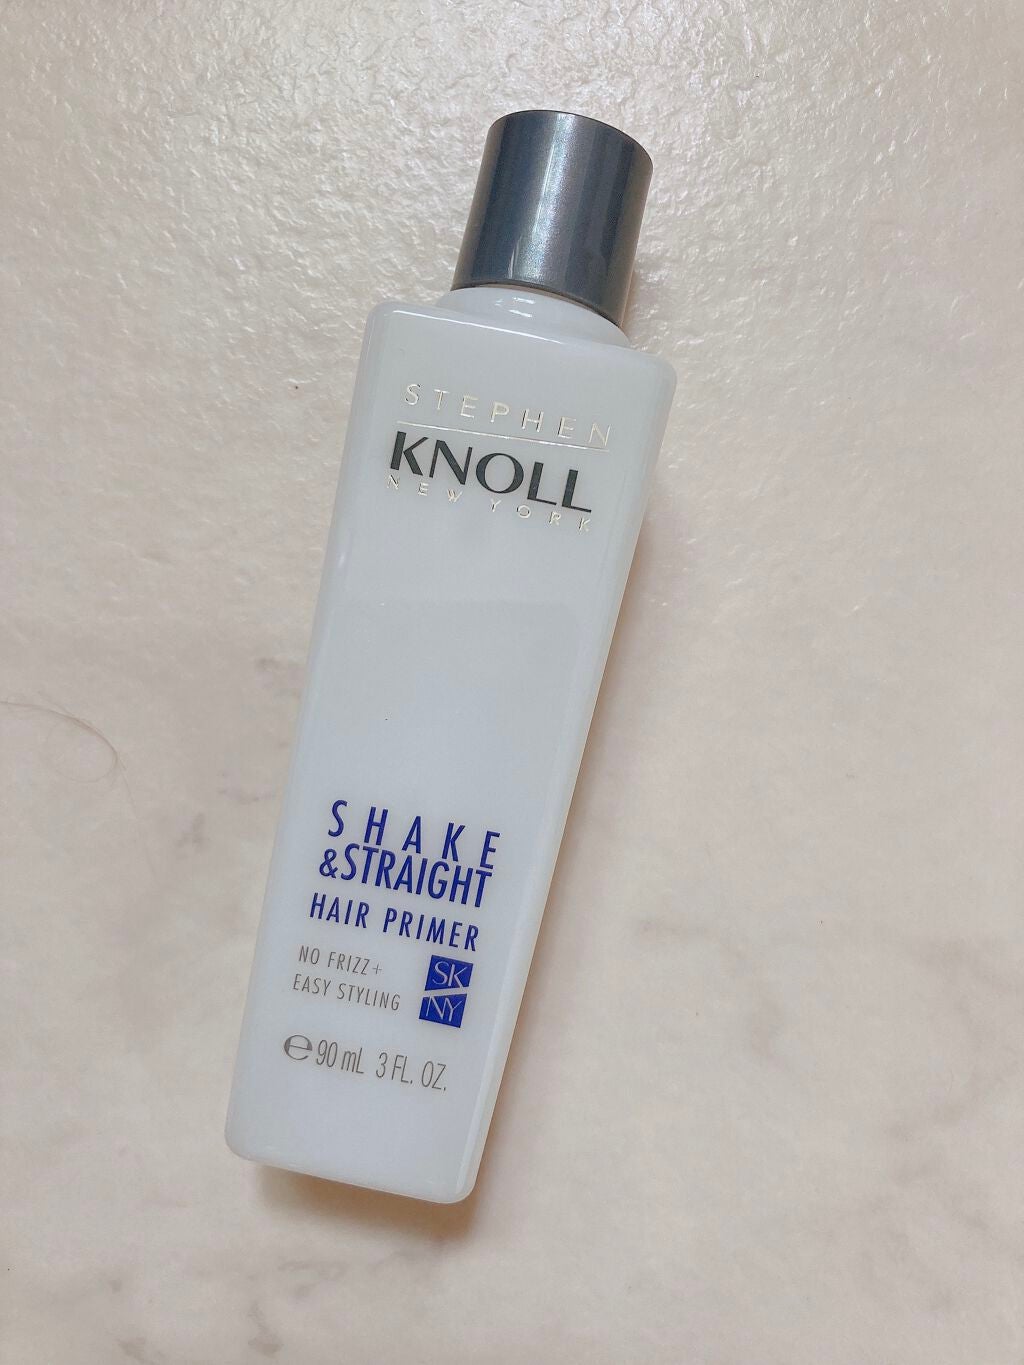 STEPHEN
KNOLL
NEW YORK
SHAKE
&STRAIGHT
HAIR PRIMER
NO FRIZZ+
EASY STYLING
SK
NY
℮ 90 mL 3 FL. OZ.